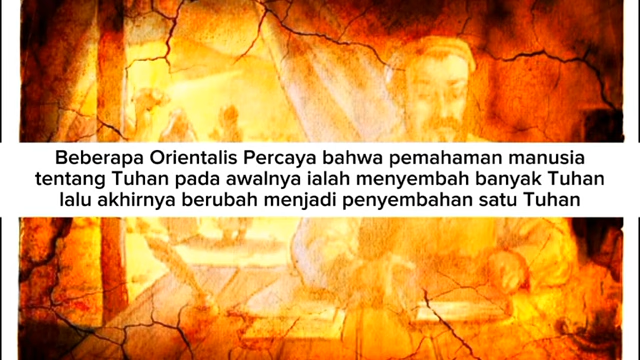 Beberapa Orientalis Percaya bahwa pemahaman manusia
tentang Tuhan pada awalnya ialah menyembah banyak Tuhan
lalu akhirnya berubah menjadi penyembahan satu Tuhan